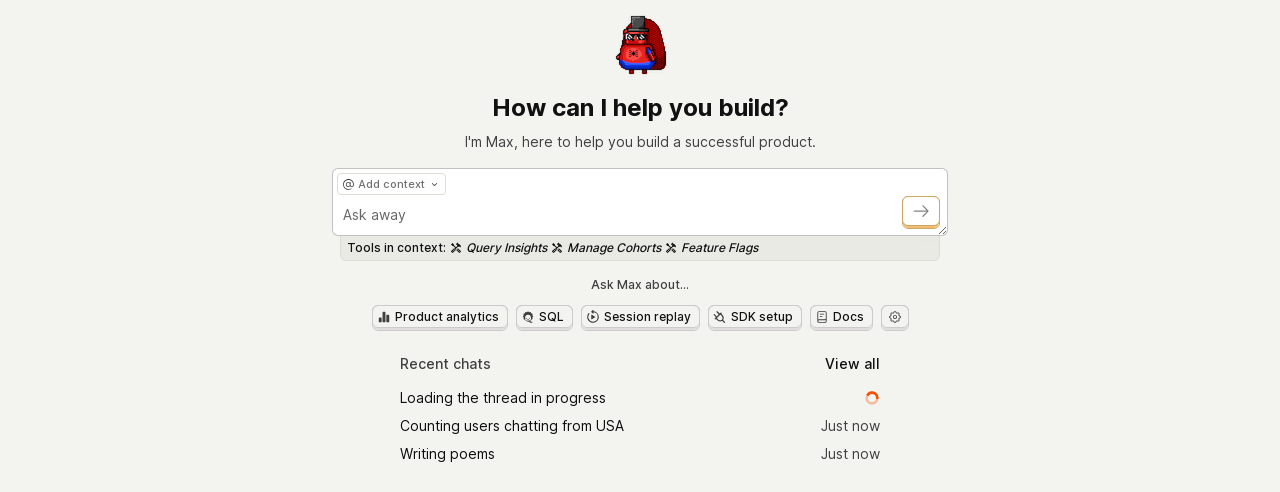 How can I help you build?
I'm Max, here to help you build a successful product.
@ Add context
Ask away
Tools in context: Query Insights Manage Cohorts Feature Flags
Ask Max about...
Product analytics SQL Session replay SDK setup Docs
Recent chats View all
Loading the thread in progress
Counting users chatting from USA Just now
Writing poems Just now